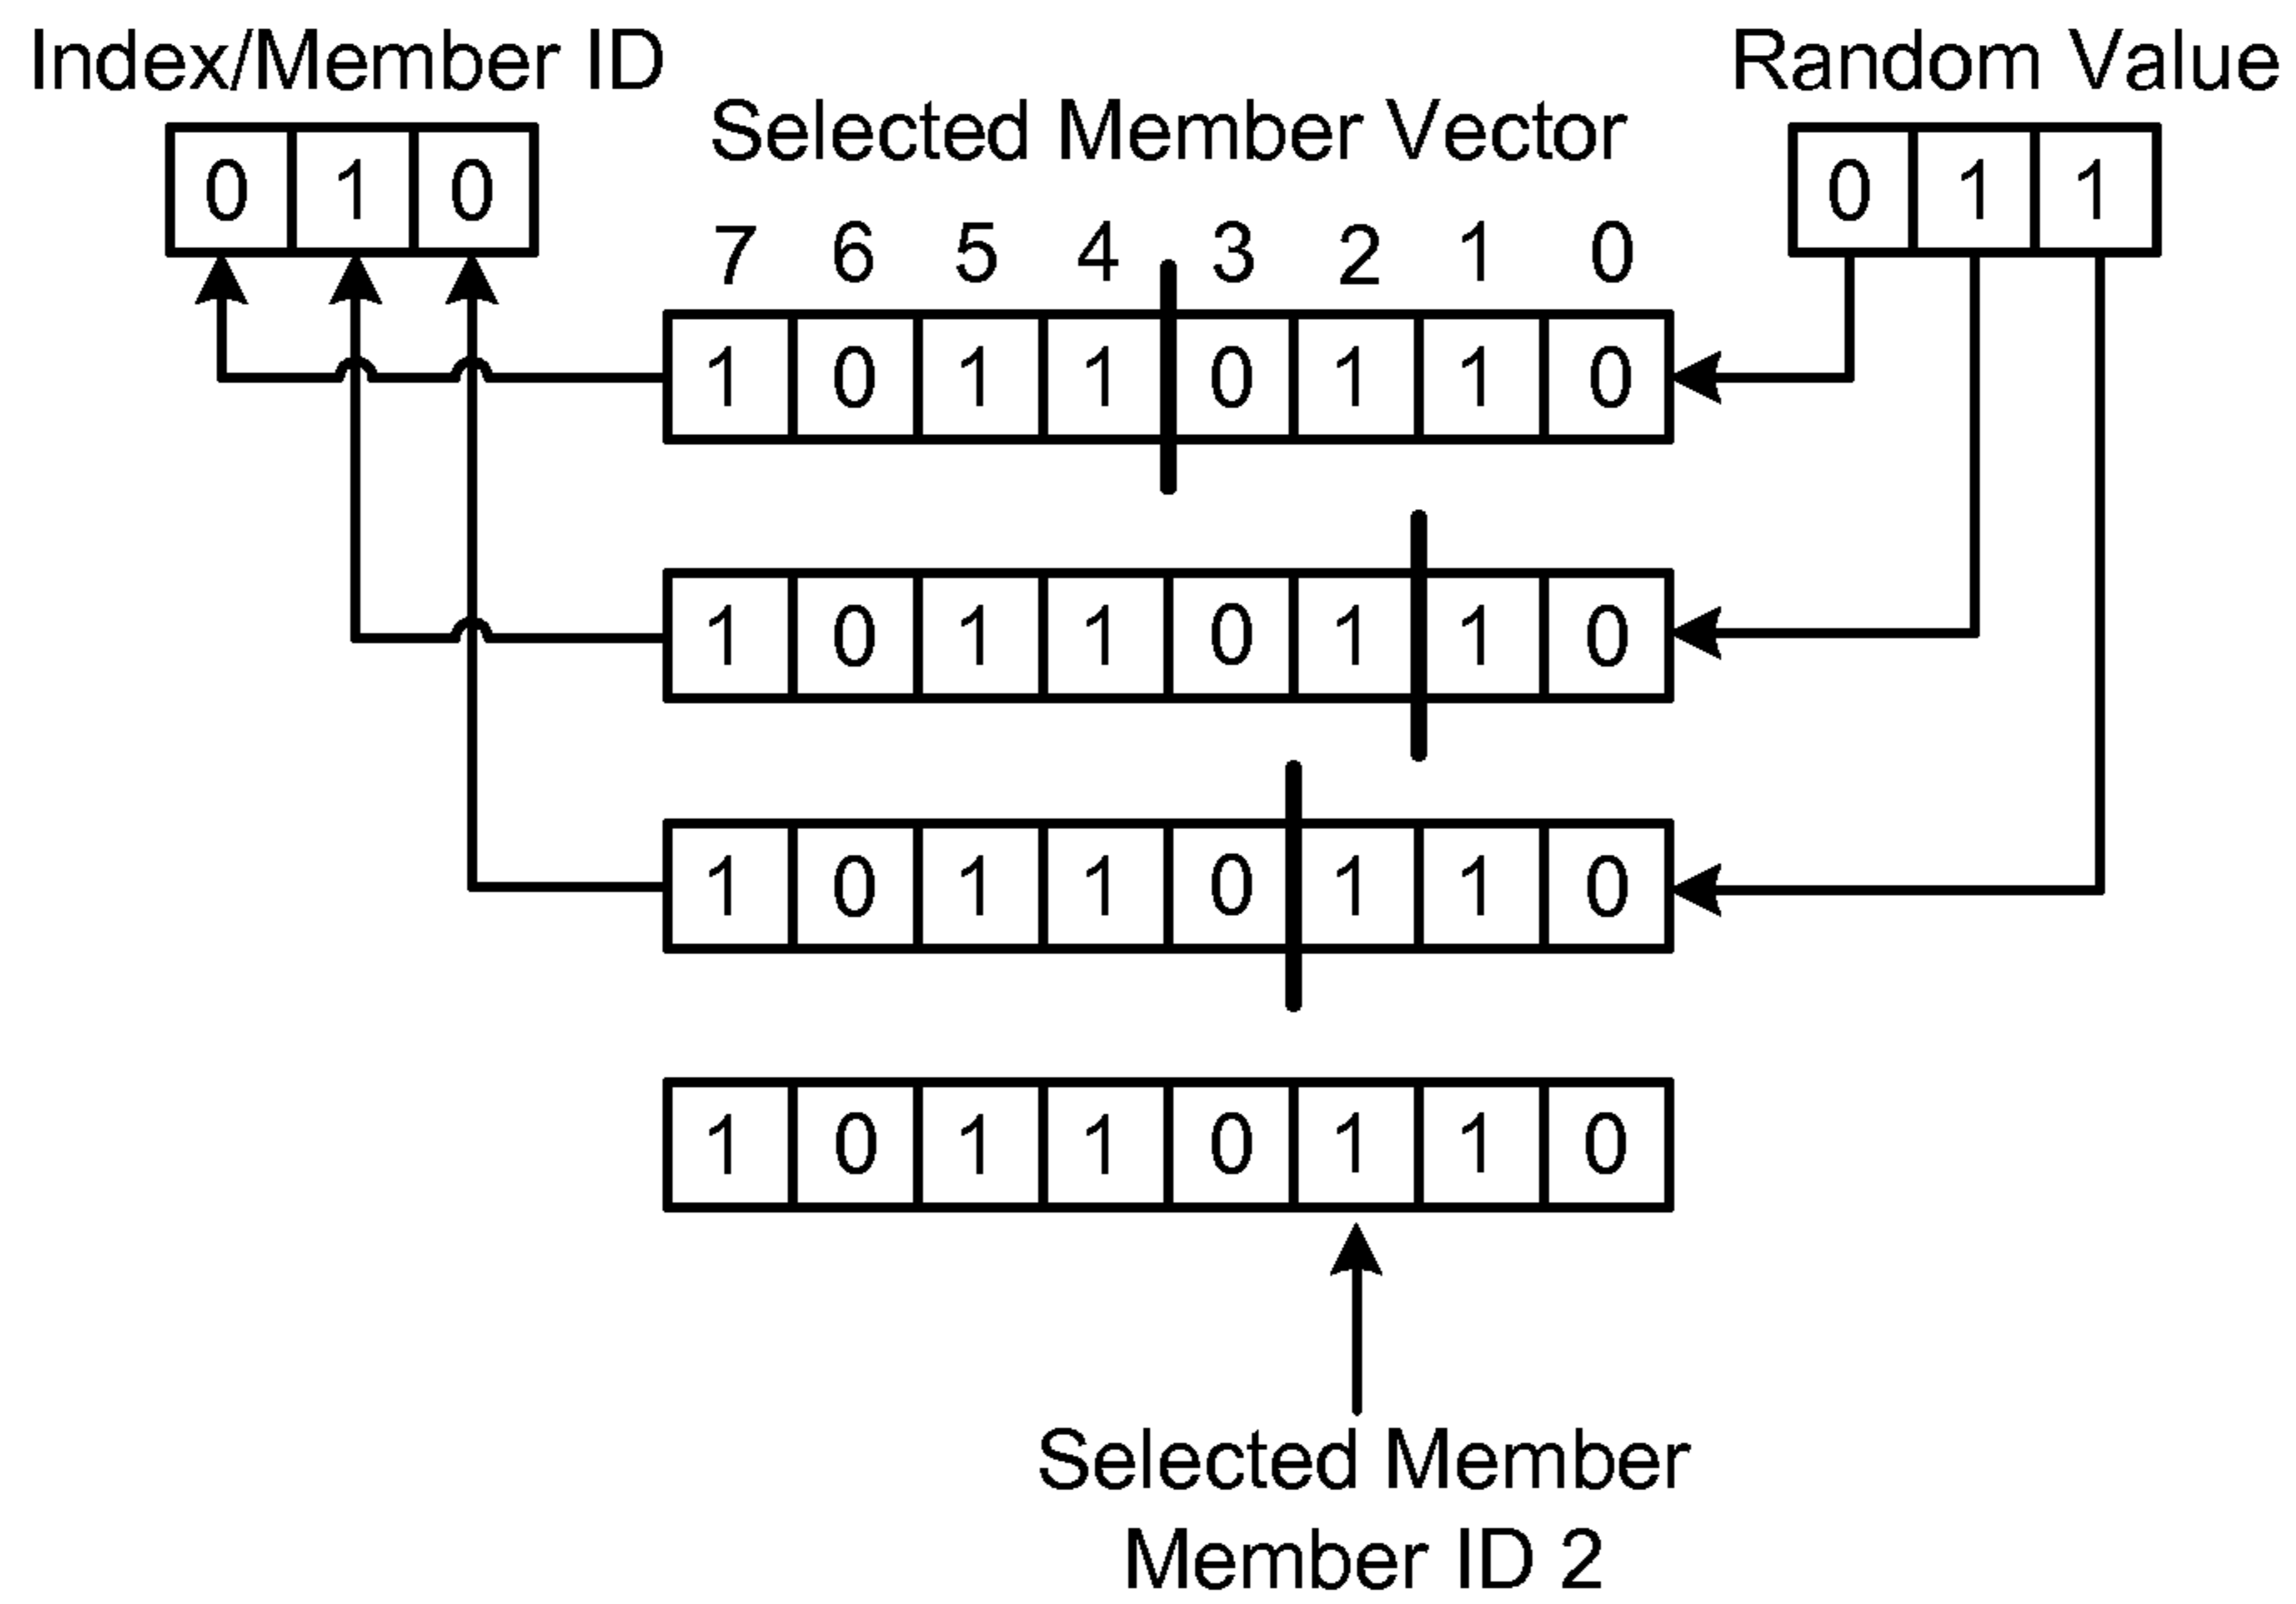 Index/Member ID
Random Value
Selected Member Vector
0 1 0
0 1 1
7 6 5 4 3 2 1 0
1 0 1 1 0 1 1 0
1 0 1 1 0 1 1 0
1 0 1 1 0 1 1 0
1 0 1 1 0 1 1 0
Selected Member
Member ID 2